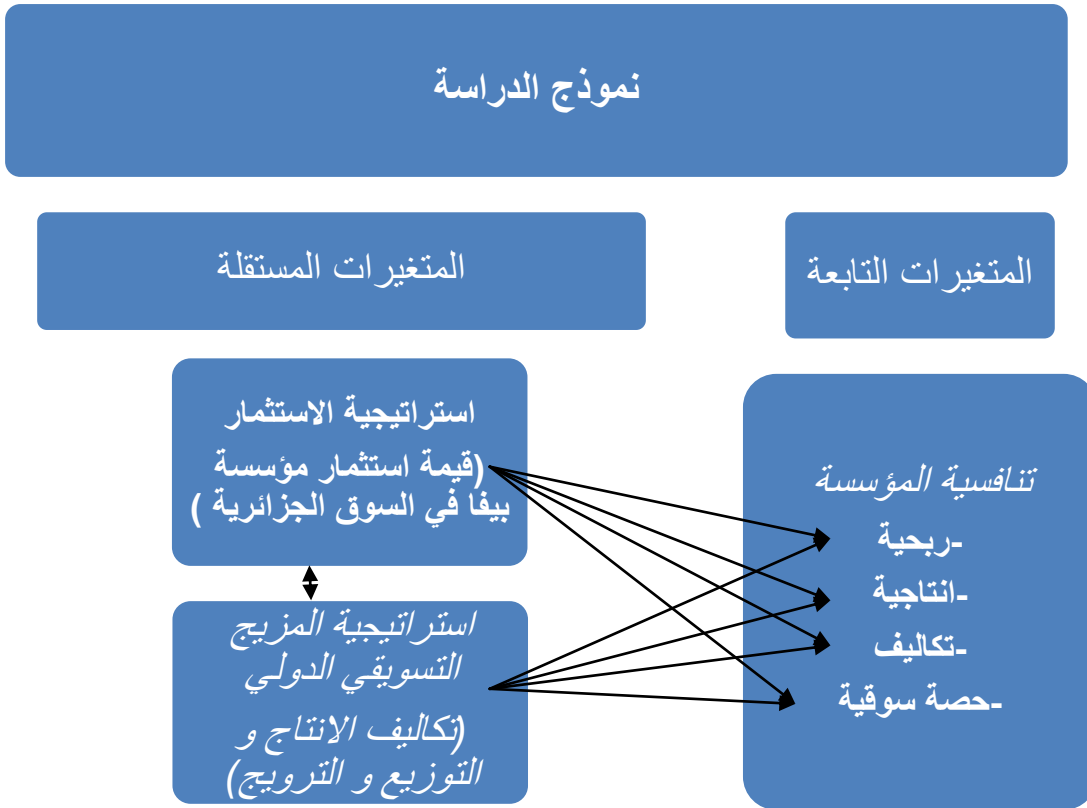 نموذج الدراسة
المتغيرات التابعة
المتغيرات المستقلة
تنافسية المؤسسة
-ربحية
-انتاجية
-تكاليف
-حصة سوقية
استراتيجية الاستثمار
(قيمة استثمار مؤسسة
بيفا في السوق الجزائرية )
استراتيجية المزيج
التسويقي الدولي
(تكاليف الانتاج و
التوزيع و الترويج)